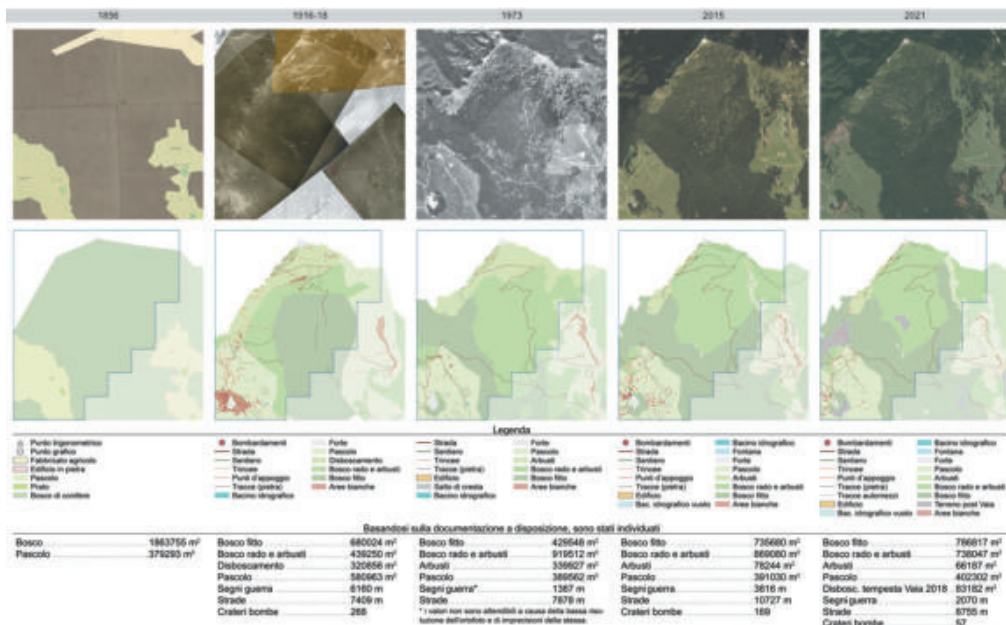 1856 1916-18 1973 2015 2021
Legenda
Punto trigonometrico
Punto grafico
Fabbricato agricolo
Edificio in pietra
Pascolo
Prato
Bosco di conifere
Bombardamenti
Strada
Sentiero
Trincee
Punti d'appoggio
Tracce (pietra)
Bacino idrografico
Forte
Pascolo
Disboscamento
Bosco rado e arbusti
Bosco fitto
Aree bianche
Strada
Sentiero
Trincee
Tracce (pietra)
Edificio
Salto di cresta
Bacino idrografico
Forte
Pascolo
Arbusti
Bosco rado e arbusti
Bosco fitto
Aree bianche
Bombardamenti
Strada
Sentiero
Trincee
Punti d'appoggio
Tracce (pietra)
Edificio
Bac. idrografico vuoto
Bacino idrografico
Fontana
Forte
Pascolo
Arbusti
Bosco rado e arbusti
Bosco fitto
Aree bianche
Bombardamenti
Strada
Sentiero
Trincee
Punti d'appoggio
Tracce (pietra)
Tracce automezzi
Edificio
Bac. idrografico vuoto
Bacino idrografico
Fontana
Forte
Pascolo
Arbusti
Bosco rado e arbusti
Bosco fitto
Terreno post Vaia
Aree bianche
Basandosi sulla documentazione a disposizione, sono stati individuati
Bosco 1863755 m²
Pascolo 379293 m²
Bosco fitto 680024 m²
Bosco rado e arbusti 439250 m²
Disboscamento 320856 m²
Pascolo 580963 m²
Segni guerra 6160 m
Strade 7409 m
Crateri bombe 268
Bosco fitto 429548 m²
Bosco rado e arbusti 919512 m²
Arbusti 339927 m²
Pascolo 389562 m²
Segni guerra* 1367 m
Strade 7878 m
* I valori non sono attendibili a causa della bassa riso-
luzione dell'ortofoto e di imprecisioni della stessa.
Bosco fitto 735680 m²
Bosco rado e arbusti 869080 m²
Arbusti 78244 m²
Pascolo 391030 m²
Segni guerra 3616 m
Strade 10727 m
Crateri bombe 169
Bosco fitto 786817 m²
Bosco rado e arbusti 738047 m²
Arbusti 66187 m²
Pascolo 402302 m²
Disbosc. tempesta Vaia 2018 83182 m²
Segni guerra 2070 m
Strade 8755 m
Crateri bombe 57